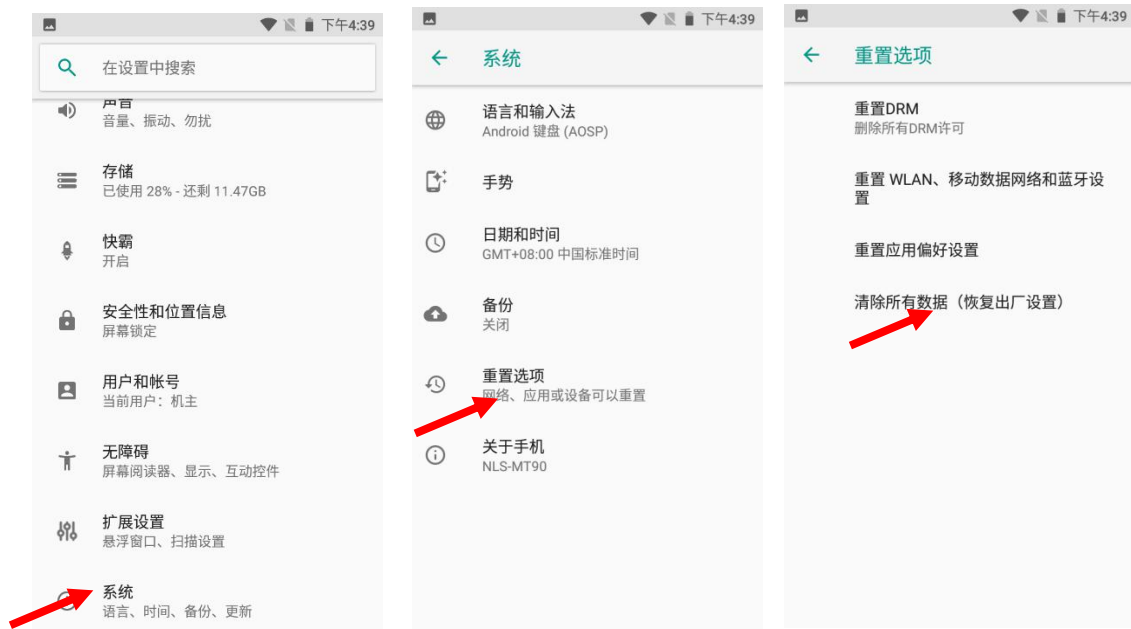 下午4:39
在设置中搜索
声音
音量、振动、勿扰
存储
已使用 28% - 还剩 11.47GB
快霸
开启
安全性和位置信息
屏幕锁定
用户和帐号
当前用户：机主
无障碍
屏幕阅读器、显示、互动控件
扩展设置
悬浮窗口、扫描设置
系统
语言、时间、备份、更新
下午4:39
系统
语言和输入法
Android 键盘 (AOSP)
手势
日期和时间
GMT+08:00 中国标准时间
备份
关闭
重置选项
网络、应用或设备可以重置
关于手机
NLS-MT90
下午4:39
重置选项
重置DRM
删除所有DRM许可
重置 WLAN、移动数据网络和蓝牙设
置
重置应用偏好设置
清除所有数据（恢复出厂设置）